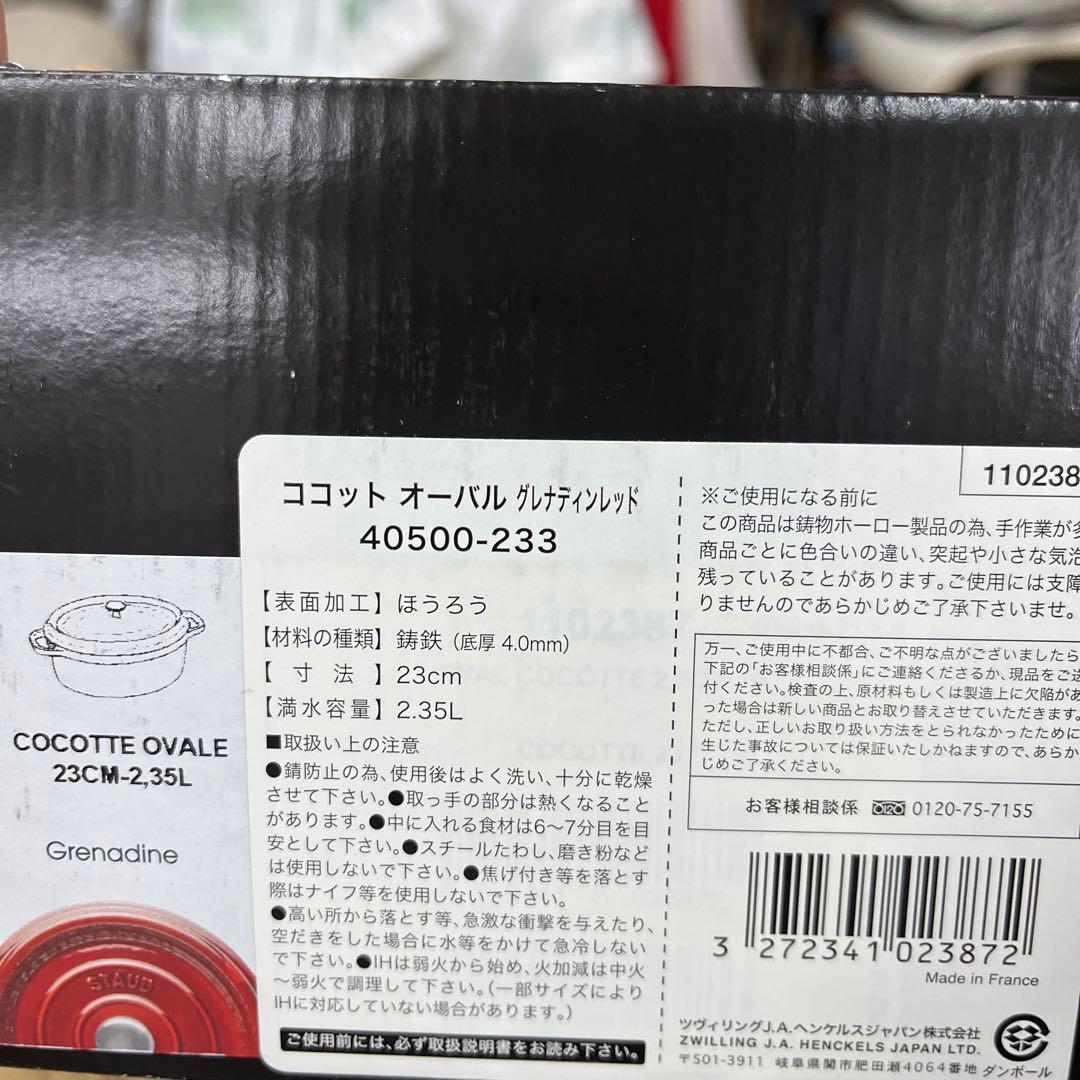 COCOTTE OVALE
23CM-2,35L
Grenadine
STAUB
ココット オーバル グレナディンレッド
40500-233
【表面加工】ほうろう
【材料の種類】鋳鉄（底厚 4.0mm）
【 寸 法 】23cm
【満水容量】2.35L
■取扱い上の注意
●錆防止の為、使用後はよく洗い、十分に乾燥
させて下さい。●取っ手の部分は熱くなること
があります。●中に入れる食材は6〜7分目を目
安として下さい。●スチールたわし、磨き粉など
は使用しないで下さい。●焦げ付き等を落とす
際はナイフ等を使用しないで下さい。
●高い所から落とす等、急激な衝撃を与えたり、
空だきをした場合に水等をかけて急冷しない
で下さい。●IHは弱火から始め、火加減は中火
〜弱火で調理して下さい。（一部サイズにより
IHに対応していない場合があります。）
ご使用前には、必ず取扱説明書をお読み下さい。
110238
※ご使用になる前に
この商品は鋳物ホーロー製品の為、手作業が多
商品ごとに色合いの違い、突起や小さな気泡
残っていることがあります。ご使用には支障
りませんのであらかじめご了承下さいませ。
万一、ご使用中に不都合、ご不明な点がございましたら
下記の「お客様相談係」にご連絡くださるか、現品をご送
付ください。検査の上、原材料もしくは製造上に欠陥があ
った場合は新しい商品とお取り替えさせていただきます。
ただし、正しいお取り扱い方法をとられなかったために
生じた事故については保証いたしかねますので、あらか
じめご了承ください。
お客様相談係 0120-75-7155
3 272341 023872
Made in France
ツヴィリングJ.A.ヘンケルスジャパン株式会社
ZWILLING J.A. HENCKELS JAPAN LTD.
〒501-3911 岐阜県関市肥田瀬4064番地
ダンボール